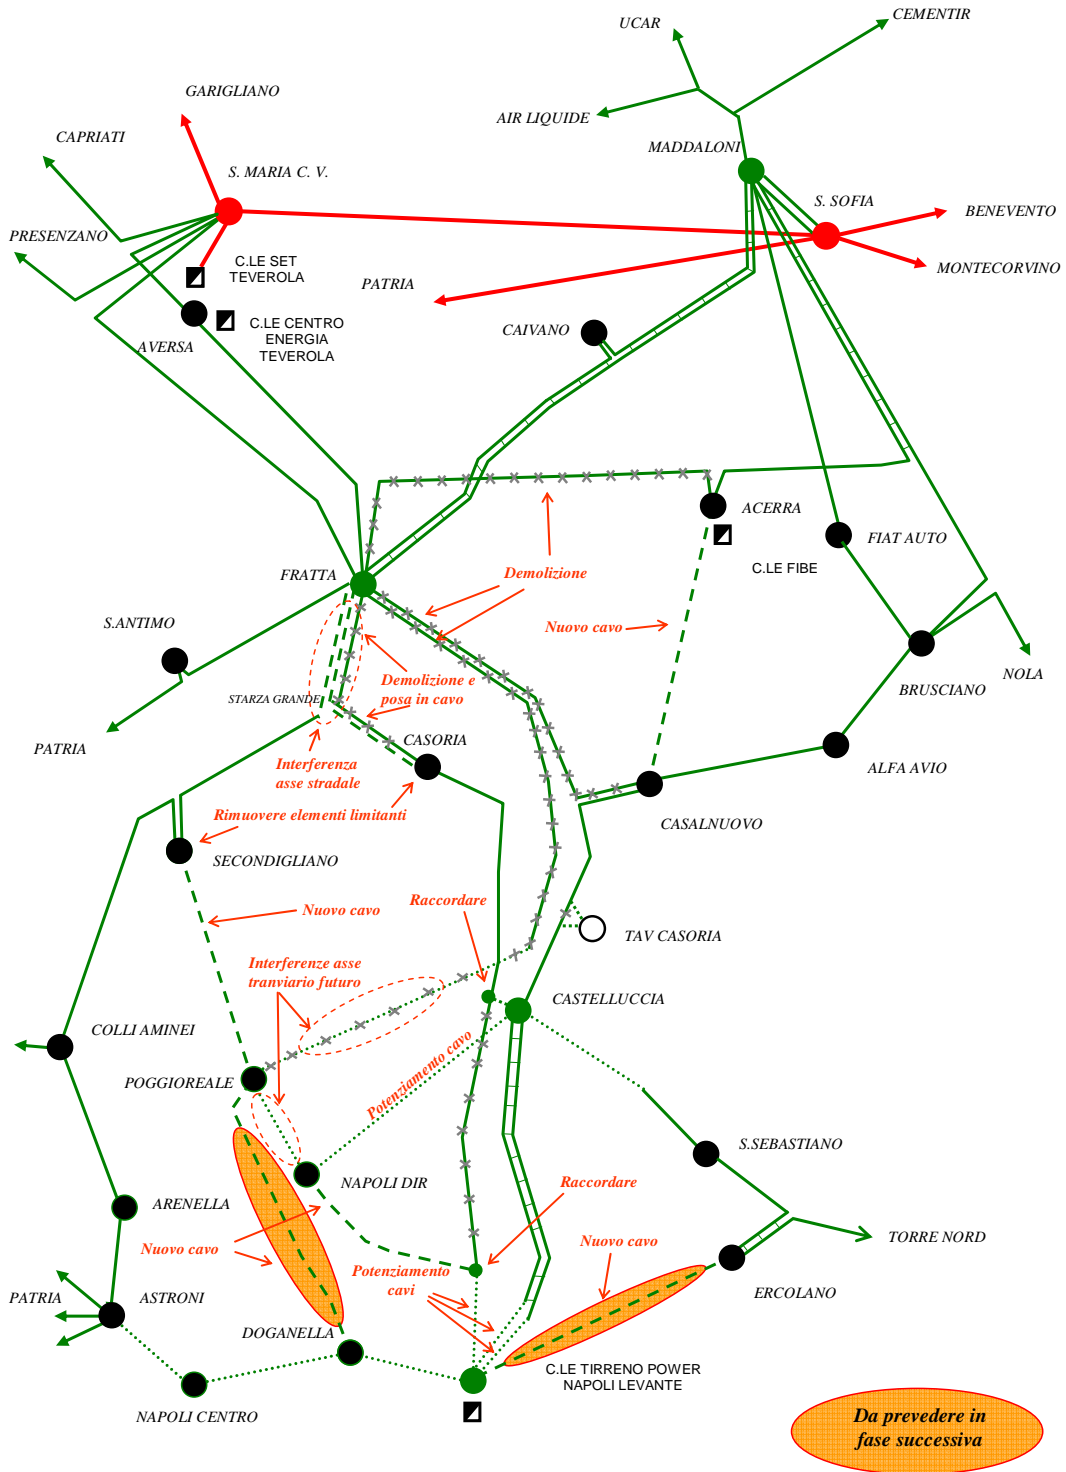 UCAR
CEMENTIR
GARIGLIANO
AIR LIQUIDE
CAPRIATI
MADDALONI
S. MARIA C. V.
S. SOFIA
BENEVENTO
PRESENZANO
C.LE SET
TEVEROLA
MONTECORVINO
PATRIA
C.LE CENTRO
ENERGIA
TEVEROLA
CAIVANO
AVERSA
ACERRA
FIAT AUTO
C.LE FIBE
FRATTA
Demolizione
Nuovo cavo
S.ANTIMO
Demolizione e
posa in cavo
NOLA
BRUSCIANO
STARZA GRANDE
PATRIA
CASORIA
Interferenza
asse stradale
ALFA AVIO
Rimuovere elementi limitanti
CASALNUOVO
SECONDIGLIANO
Raccordare
Nuovo cavo
TAV CASORIA
Interferenze asse
tranviario futuro
CASTELLUCCIA
COLLI AMINEI
Potenziamento cavo
POGGIOREALE
S.SEBASTIANO
NAPOLI DIR
Raccordare
ARENELLA
TORRE NORD
Nuovo cavo
Nuovo cavo
Potenziamento
cavi
ERCOLANO
PATRIA
ASTRONI
DOGANELLA
C.LE TIRRENO POWER
NAPOLI LEVANTE
NAPOLI CENTRO
Da prevedere in
fase successiva